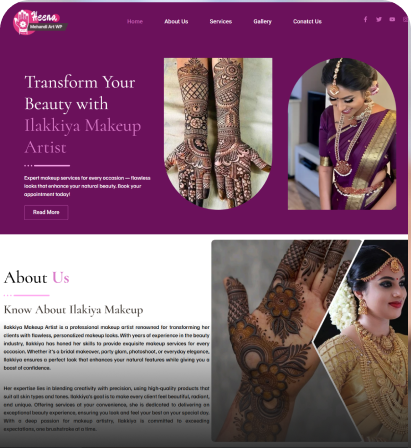 Heena
Mehandi Art WP
Home
About Us
Services
Gallery
Conatct Us
Transform Your
Beauty with
Ilakkiya Makeup
Artist
Expert makeup services for every occasion — flawless
looks that enhance your natural beauty. Book your
appointment today!
Read More
About Us
Know About Ilakiya Makeup
Ilakkiya Makeup Artist is a professional makeup artist renowned for transforming her
clients with flawless, personalized makeup looks. With years of experience in the beauty
industry, Ilakkiya has honed her skills to provide exquisite makeup services for every
occasion. Whether it's a bridal makeover, party glam, photoshoot, or everyday elegance,
Ilakkiya ensures a perfect look that enhances your natural features while giving you a
boost of confidence.
Her expertise lies in blending creativity with precision, using high-quality products that
suit all skin types and tones. Ilakkiya's goal is to make every client feel beautiful, radiant,
and unique. Offering services at your convenience, she is dedicated to delivering an
exceptional beauty experience, ensuring you look and feel your best on your special day.
With a deep passion for makeup artistry, Ilakkiya is committed to exceeding
expectations, one brushstroke at a time.